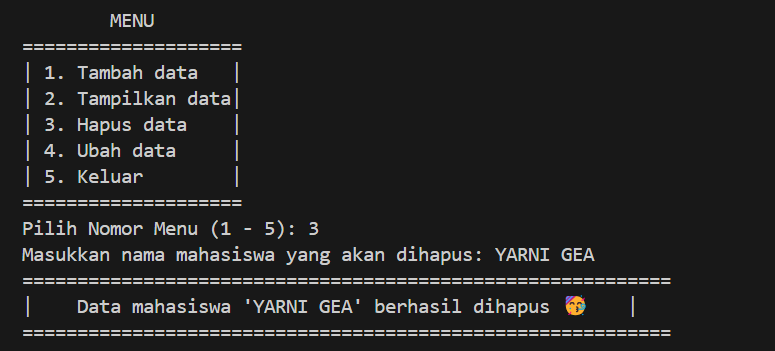 MENU
====================
| 1. Tambah data   |
| 2. Tampilkan data|
| 3. Hapus data    |
| 4. Ubah data     |
| 5. Keluar        |
====================
Pilih Nomor Menu (1 - 5): 3
Masukkan nama mahasiswa yang akan dihapus: YARNI GEA
===========================================================
|    Data mahasiswa 'YARNI GEA' berhasil dihapus 🥳    |
===========================================================